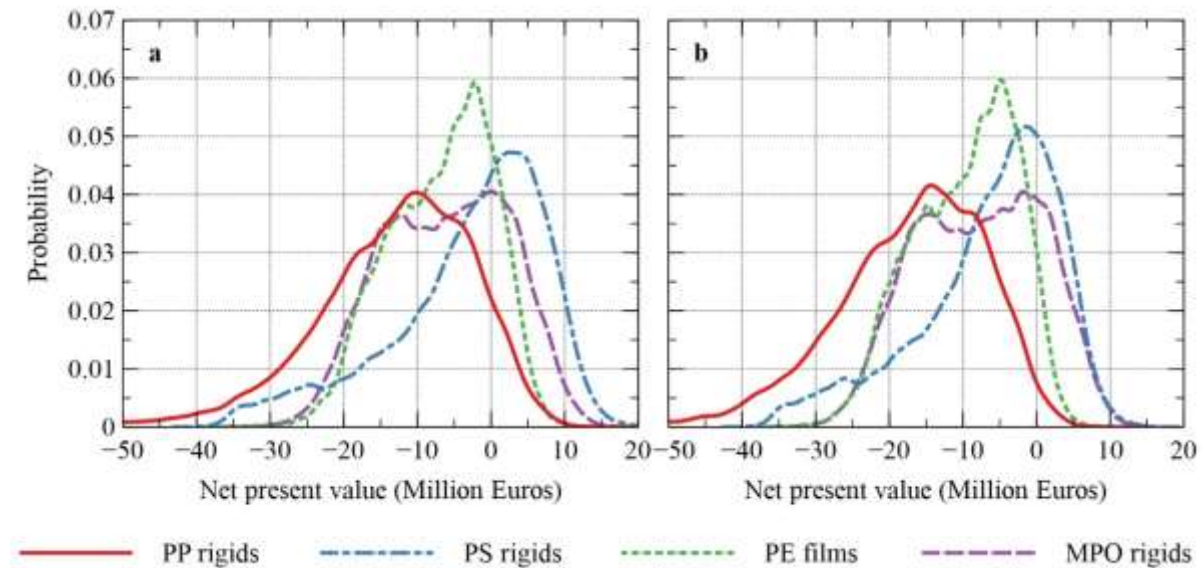 0.07
0.06
0.05
0.04
0.03
0.02
0.01
0
Probability
a
b
−50 −40 −30 −20 −10 0 10 20 −50 −40 −30 −20 −10 0 10 20
Net present value (Million Euros) Net present value (Million Euros)
PP rigids PS rigids PE films MPO rigids